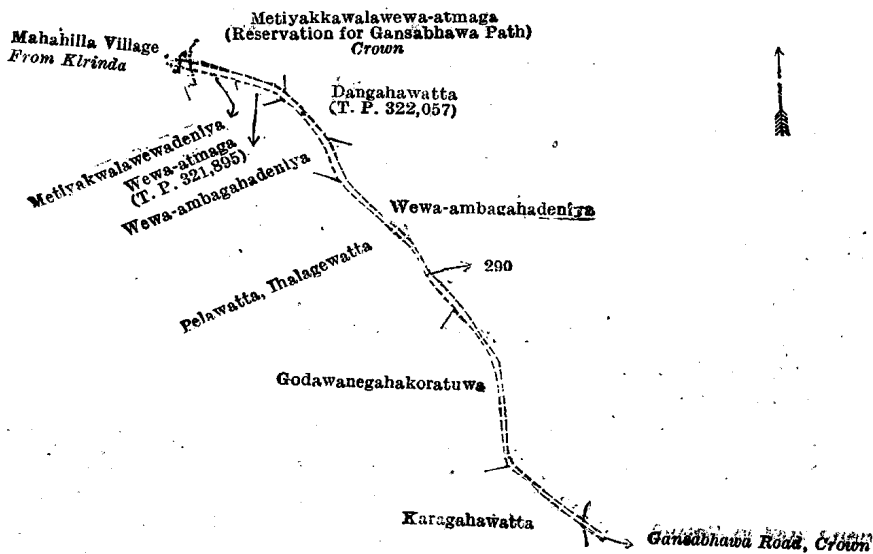 Metiyakkawalawewa-atmaga
(Reservation for Gansabhawa Path)
Crown
Mahahilla Village
From Klrinda
Dangahawatta
(T. P. 322,057)
Metiyakwalawewadeniya
Wewa-atmaga
(T. P. 321,895)
Wewa-ambagahadeniya
Wewa-ambagahadeniya
290
Pelawatta, Thalagewatta
Godawanegahakoratuwa
Karagahawatta
Gansabhawa Road, Crown